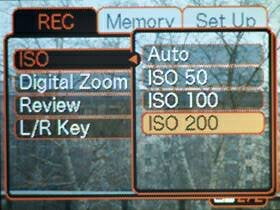 REC Memory Set Up
ISO
Digital Zoom
Review
L/R Key
Auto
ISO 50
ISO 100
ISO 200